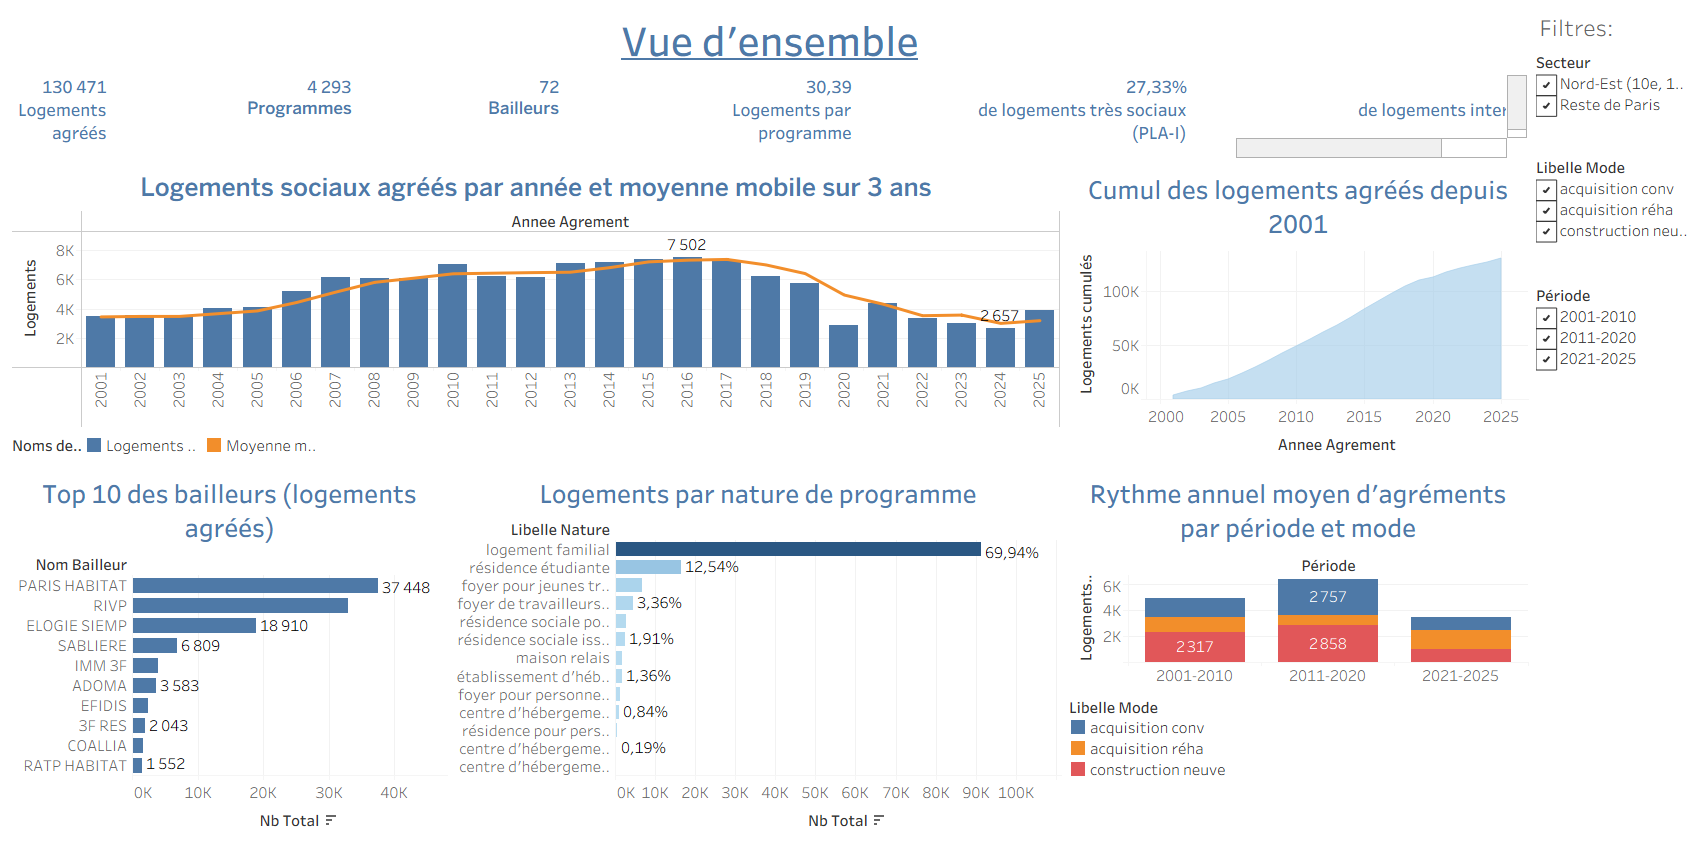 Vue d’ensemble
Filtres:
130 471
Logements
agréés
4 293
Programmes
72
Bailleurs
30,39
Logements par
programme
27,33%
de logements très sociaux
(PLA-I)
de logements inter
Secteur
Nord-Est (10e, 1..
Reste de Paris
Libelle Mode
acquisition conv
acquisition réha
construction neu..
Période
2001-2010
2011-2020
2021-2025
Logements sociaux agréés par année et moyenne mobile sur 3 ans
Annee Agrement
Logements
8K
6K
4K
2K
7 502
2 657
2001
2002
2003
2004
2005
2006
2007
2008
2009
2010
2011
2012
2013
2014
2015
2016
2017
2018
2019
2020
2021
2022
2023
2024
2025
Noms de..
Logements ..
Moyenne m..
Cumul des logements agréés depuis
2001
Logements cumulés
100K
50K
0K
2000
2005
2010
2015
2020
2025
Annee Agrement
Top 10 des bailleurs (logements
agréés)
Nom Bailleur
PARIS HABITAT 37 448
RIVP
ELOGIE SIEMP 18 910
SABLIERE 6 809
IMM 3F
ADOMA 3 583
EFIDIS
3F RES 2 043
COALLIA
RATP HABITAT 1 552
0K 10K 20K 30K 40K
Nb Total
Logements par nature de programme
Libelle Nature
logement familial 69,94%
résidence étudiante 12,54%
foyer pour jeunes tr..
foyer de travailleurs.. 3,36%
résidence sociale po..
résidence sociale iss.. 1,91%
maison relais
établissement d’héb.. 1,36%
foyer pour personne..
centre d’hébergeme.. 0,84%
résidence pour pers..
centre d’hébergeme.. 0,19%
centre d’hébergeme..
0K 10K 20K 30K 40K 50K 60K 70K 80K 90K 100K
Nb Total
Rythme annuel moyen d’agréments
par période et mode
Période
Logements..
6K
4K
2K
2 757
2 317
2 858
2001-2010
2011-2020
2021-2025
Libelle Mode
acquisition conv
acquisition réha
construction neuve